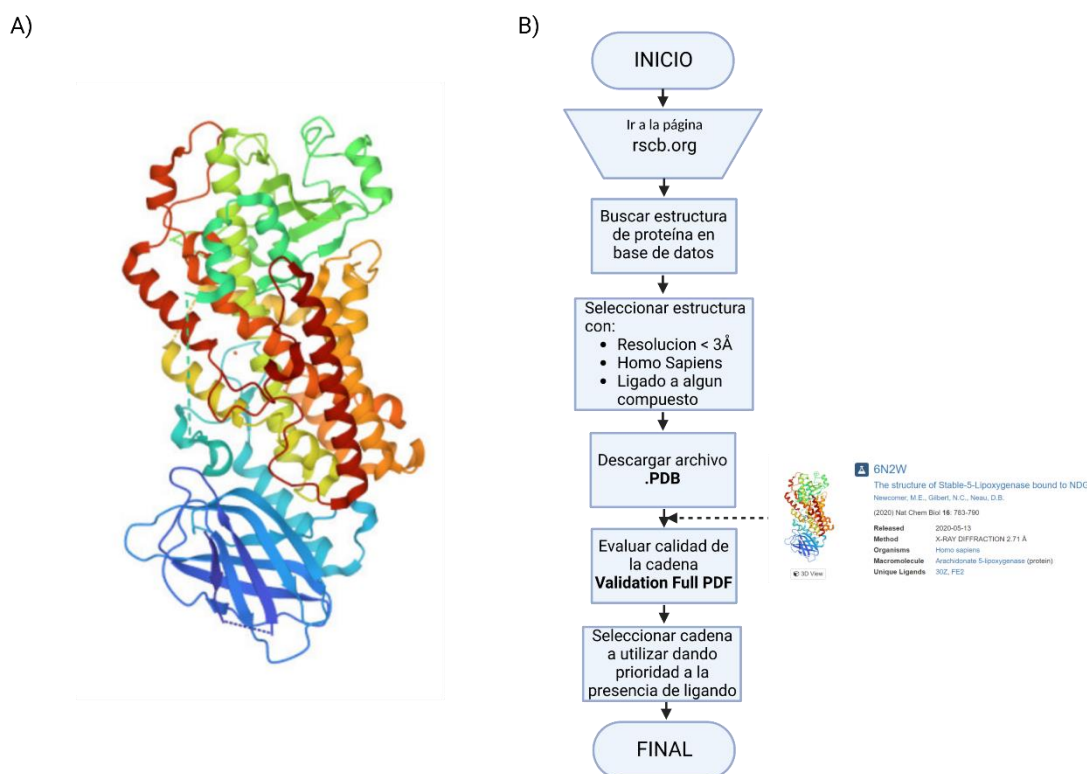 A)
B)
INICIO
Ir a la página
rscb.org
Buscar estructura
de proteína en
base de datos
Seleccionar estructura
con:
• Resolucion < 3Å
• Homo Sapiens
• Ligado a algun
compuesto
Descargar archivo
.PDB
Evaluar calidad de
la cadena
Validation Full PDF
Seleccionar cadena
a utilizar dando
prioridad a la
presencia de ligando
FINAL
3D View
6N2W
The structure of Stable-5-Lipoxygenase bound to NDG
Newcomer, M.E., Gilbert, N.C., Neau, D.B.
(2020) Nat Chem Biol 16: 783-790
Released 2020-05-13
Method X-RAY DIFFRACTION 2.71 Å
Organisms Homo sapiens
Macromolecule Arachidonate 5-lipoxygenase (protein)
Unique Ligands 30Z, FE2